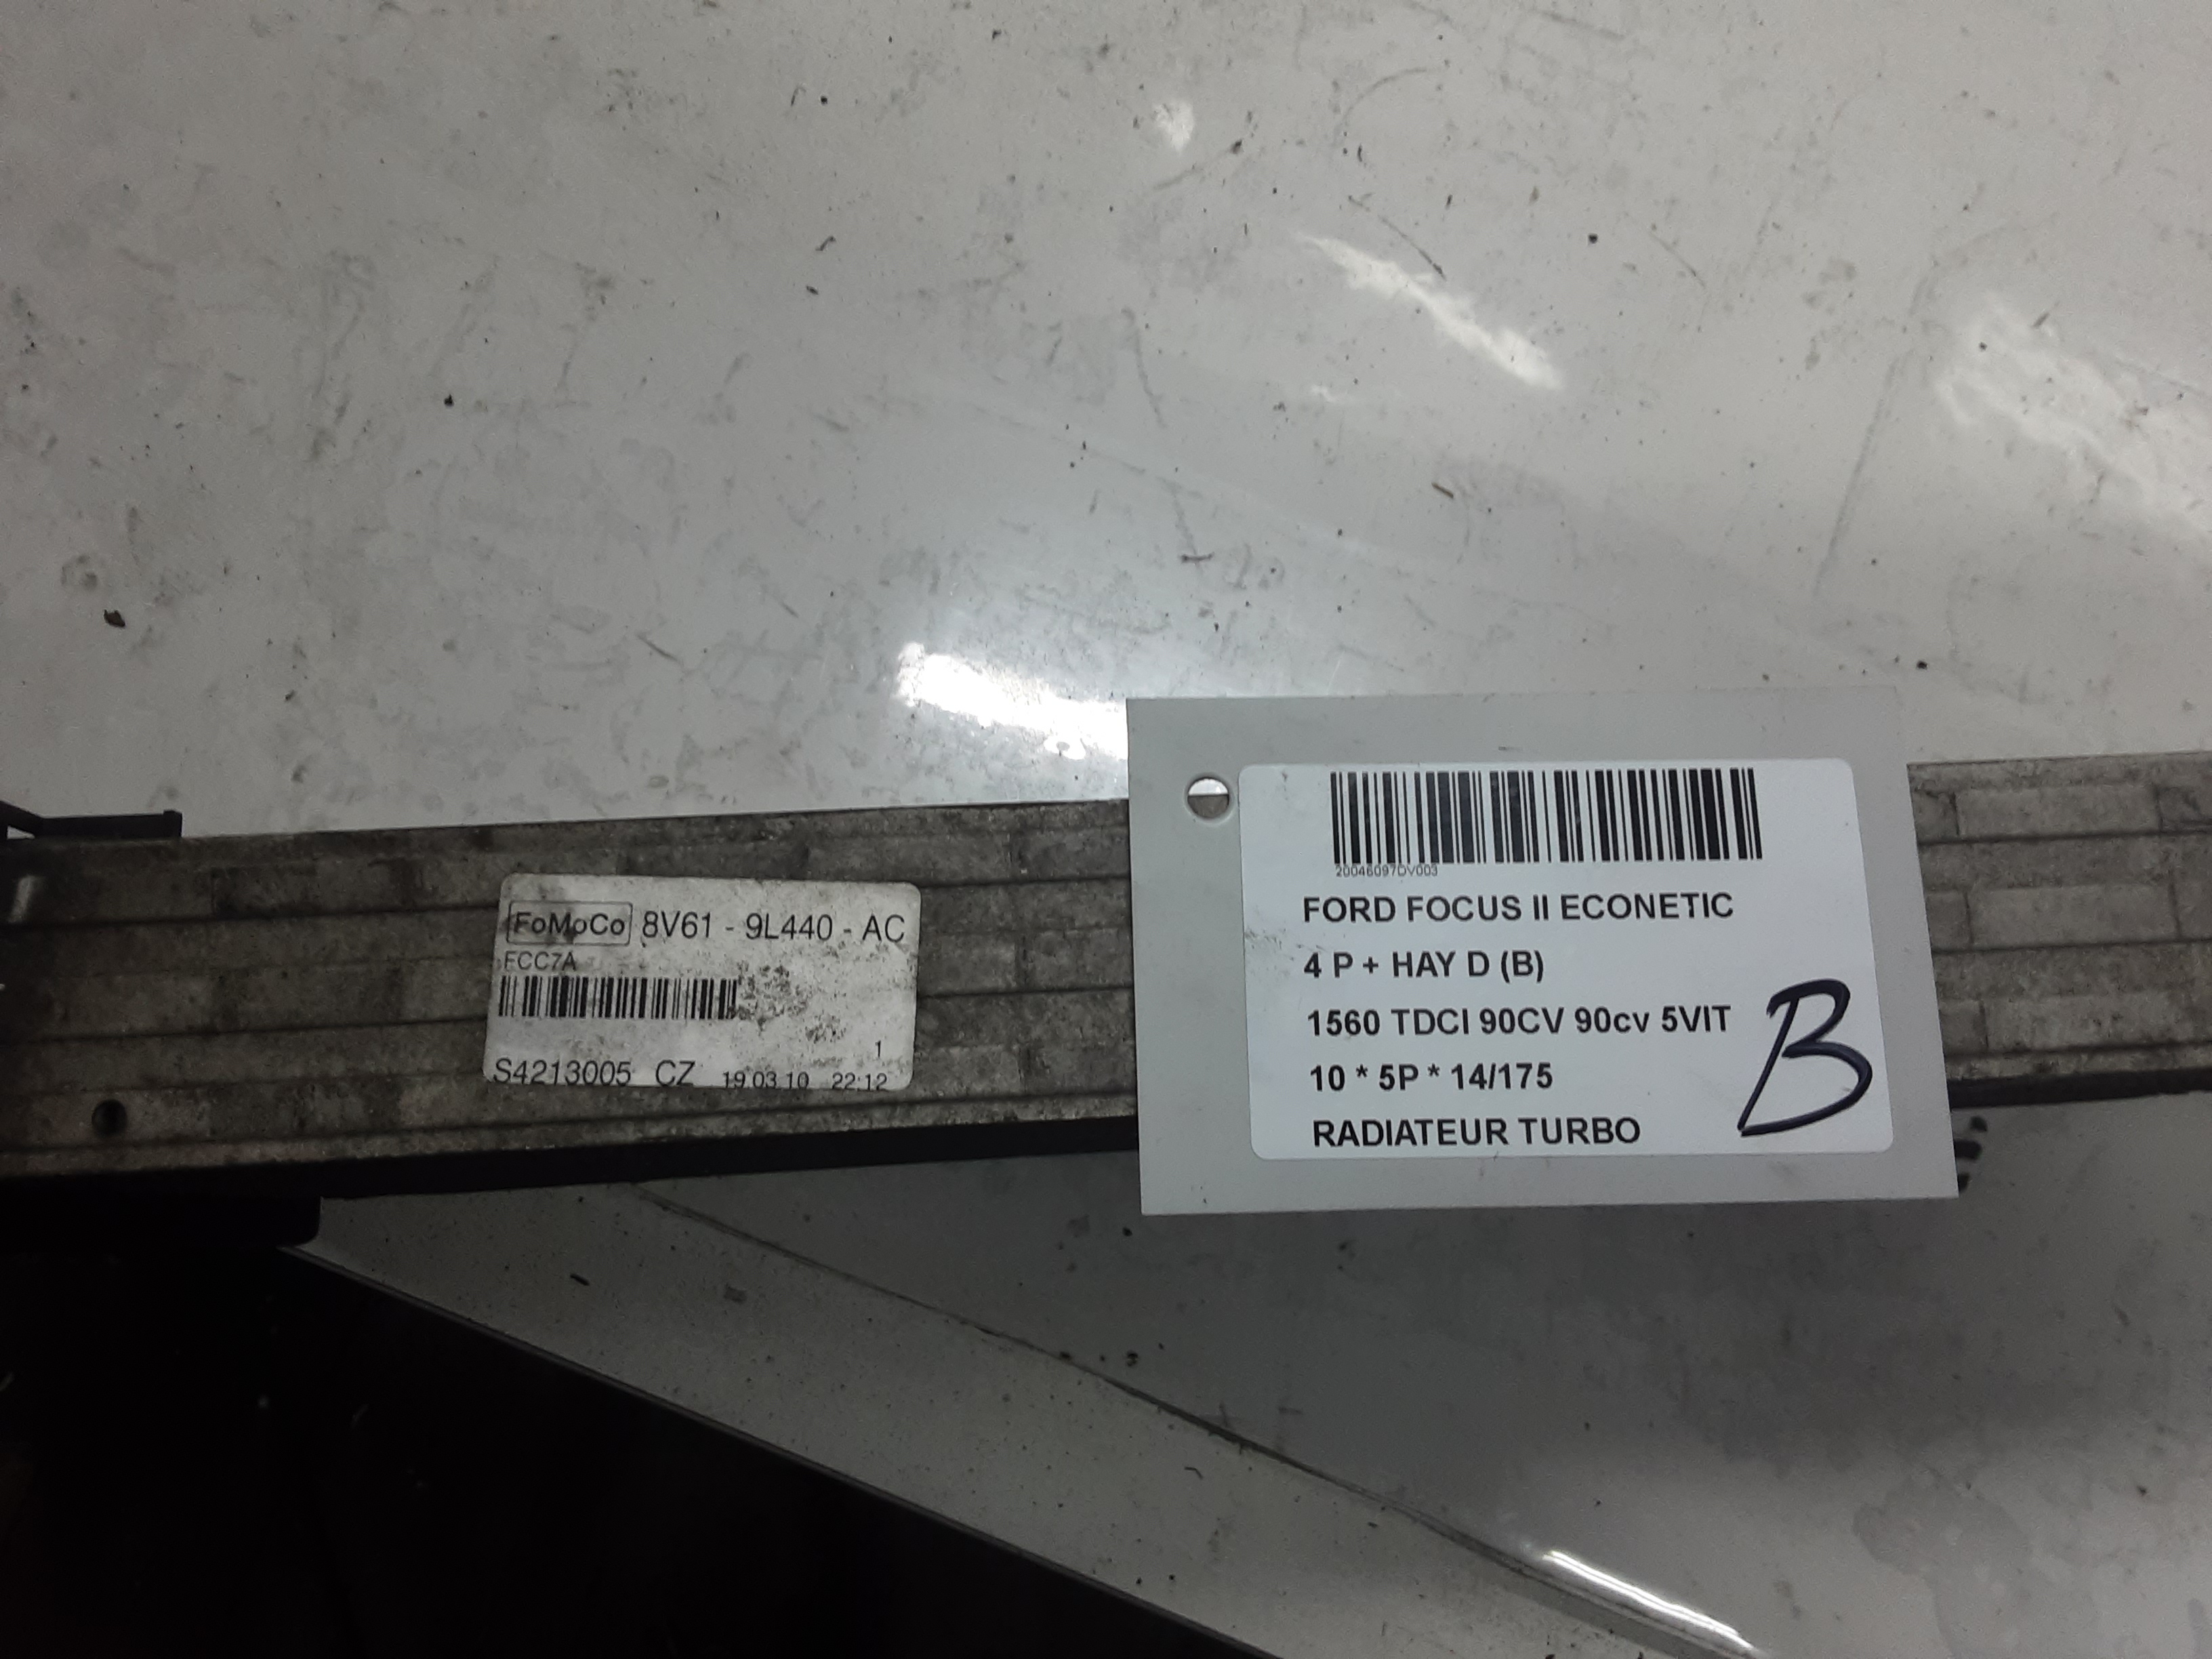 FoMoCo 8V61 - 9L440 - AC
ECC7A
1
S4213005 CZ 19.03.10 22:12
20046097DV003
FORD FOCUS II ECONETIC
4 P + HAY D (B)
1560 TDCI 90CV 90cv 5VIT
10 * 5P * 14/175
RADIATEUR TURBO
B